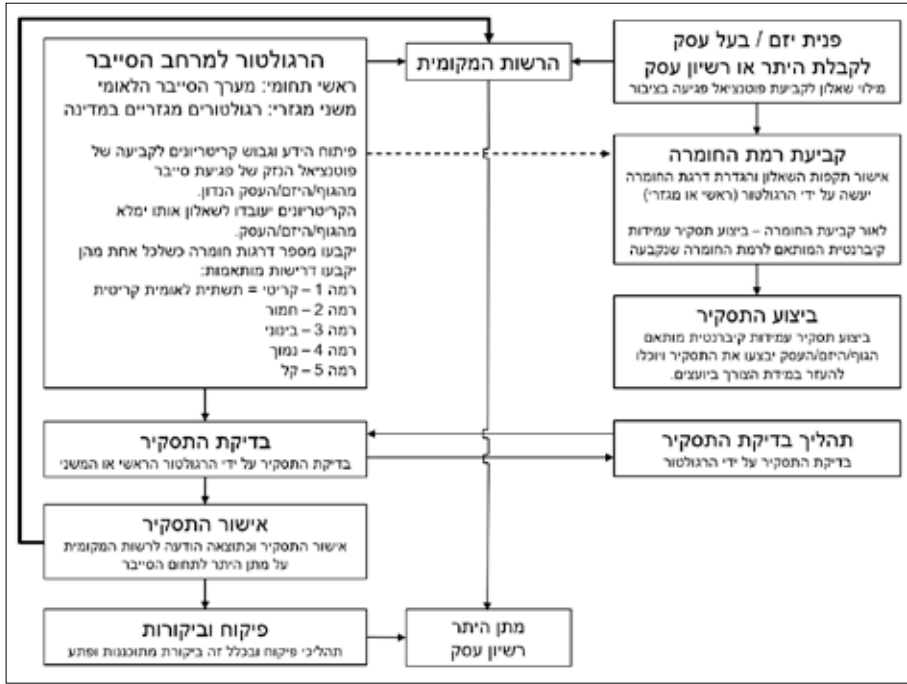 פנית יזם / בעל עסק
לקבלת היתר או רשיון עסק
מילוי שאלון לקביעת פוטנציאל פגיעה בציבור
הרשות המקומית
הרגולטור למרחב הסייבר
ראשי תחומי: מערך הסייבר הלאומי
משני מגזרי: רגולטורים מגזריים במדינה
פיתוח הידע וגבוש קריטריונים לקביעה של
פוטנציאל הנזק של פגיעת סייבר
מהגוף/היזם/העסק הנדון.
הקריטריונים יעובדו לשאלון אותו ימלא
מהגוף/היזם/העסק.
יקבעו מספר דרגות חומרה כשלכל אחת מהן
יקבעו דרישות מותאמות:
רמה 1 – קריטי = תשתית לאומית קריטית
רמה 2 – חמור
רמה 3 – בינוני
רמה 4 – נמוך
רמה 5 – קל
קביעת רמת החומרה
אישור תקפות השאלון והגדרת דרגת החומרה
יעשה על ידי הרגולטור (ראשי או מגזרי)
לאור קביעת החומרה – ביצוע תסקיר עמידות
קיברנטית המותאם לרמת החומרה שנקבעה
ביצוע התסקיר
ביצוע תסקיר עמידות קיברנטית מותאם
הגוף/היזם/העסק יבצעו את התסקיר ויוכלו
להעזר במידת הצורך ביועצים.
תהליך בדיקת התסקיר
בדיקת התסקיר על ידי הרגולטור
בדיקת התסקיר
בדיקת התסקיר על ידי הרגולטור הראשי או המשני
אישור התסקיר
אישור התסקיר וכתוצאה הודעה לרשות המקומית
על מתן היתר לתחום הסייבר
פיקוח וביקורות
תהליכי פיקוח ובכלל זה ביקורת מתוכננות ופתע
מתן היתר
רשיון עסק